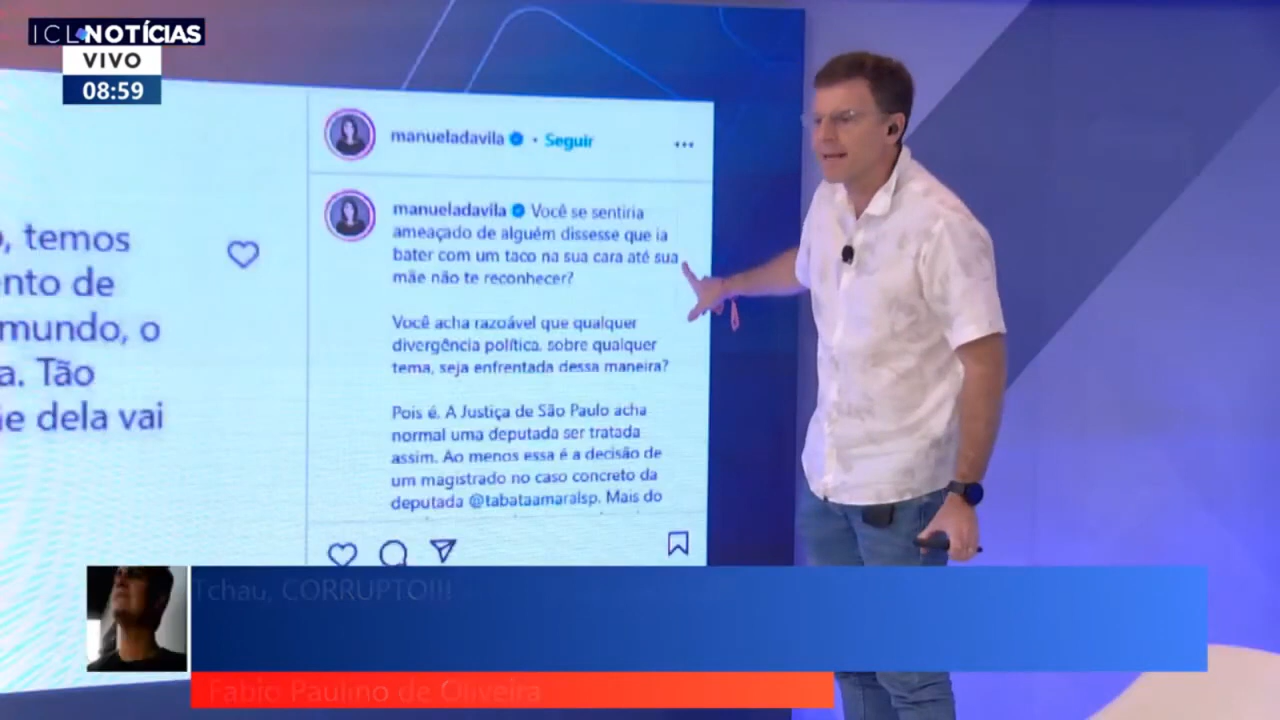 ICL NOTÍCIAS
VIVO
08:59
manueladavila • Seguir
manueladavila Você se sentiria
ameaçado de alguém dissesse que ia
bater com um taco na sua cara até sua
mãe não te reconhecer?
Você acha razoável que qualquer
divergência política, sobre qualquer
tema, seja enfrentada dessa maneira?
Pois é. A Justiça de São Paulo acha
normal uma deputada ser tratada
assim. Ao menos essa é a decisão de
um magistrado no caso concreto da
deputada @tabataamaralsp. Mais do
, temos
nto de
mundo, o
a. Tão
e dela vai
Tchau, CORRUPTO!!!
Fabio Paulino de Oliveira